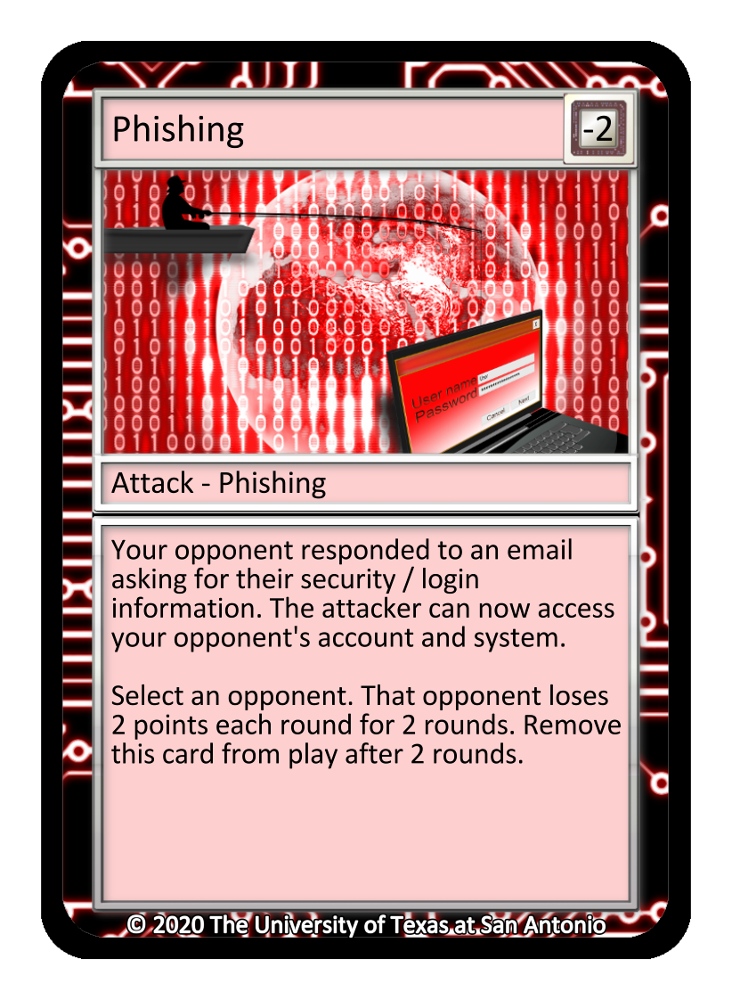 Phishing
-2
User name
User
Password
Cancel
Next
Attack - Phishing
Your opponent responded to an email
asking for their security / login
information. The attacker can now access
your opponent's account and system.
Select an opponent. That opponent loses
2 points each round for 2 rounds. Remove
this card from play after 2 rounds.
© 2020 The University of Texas at San Antonio